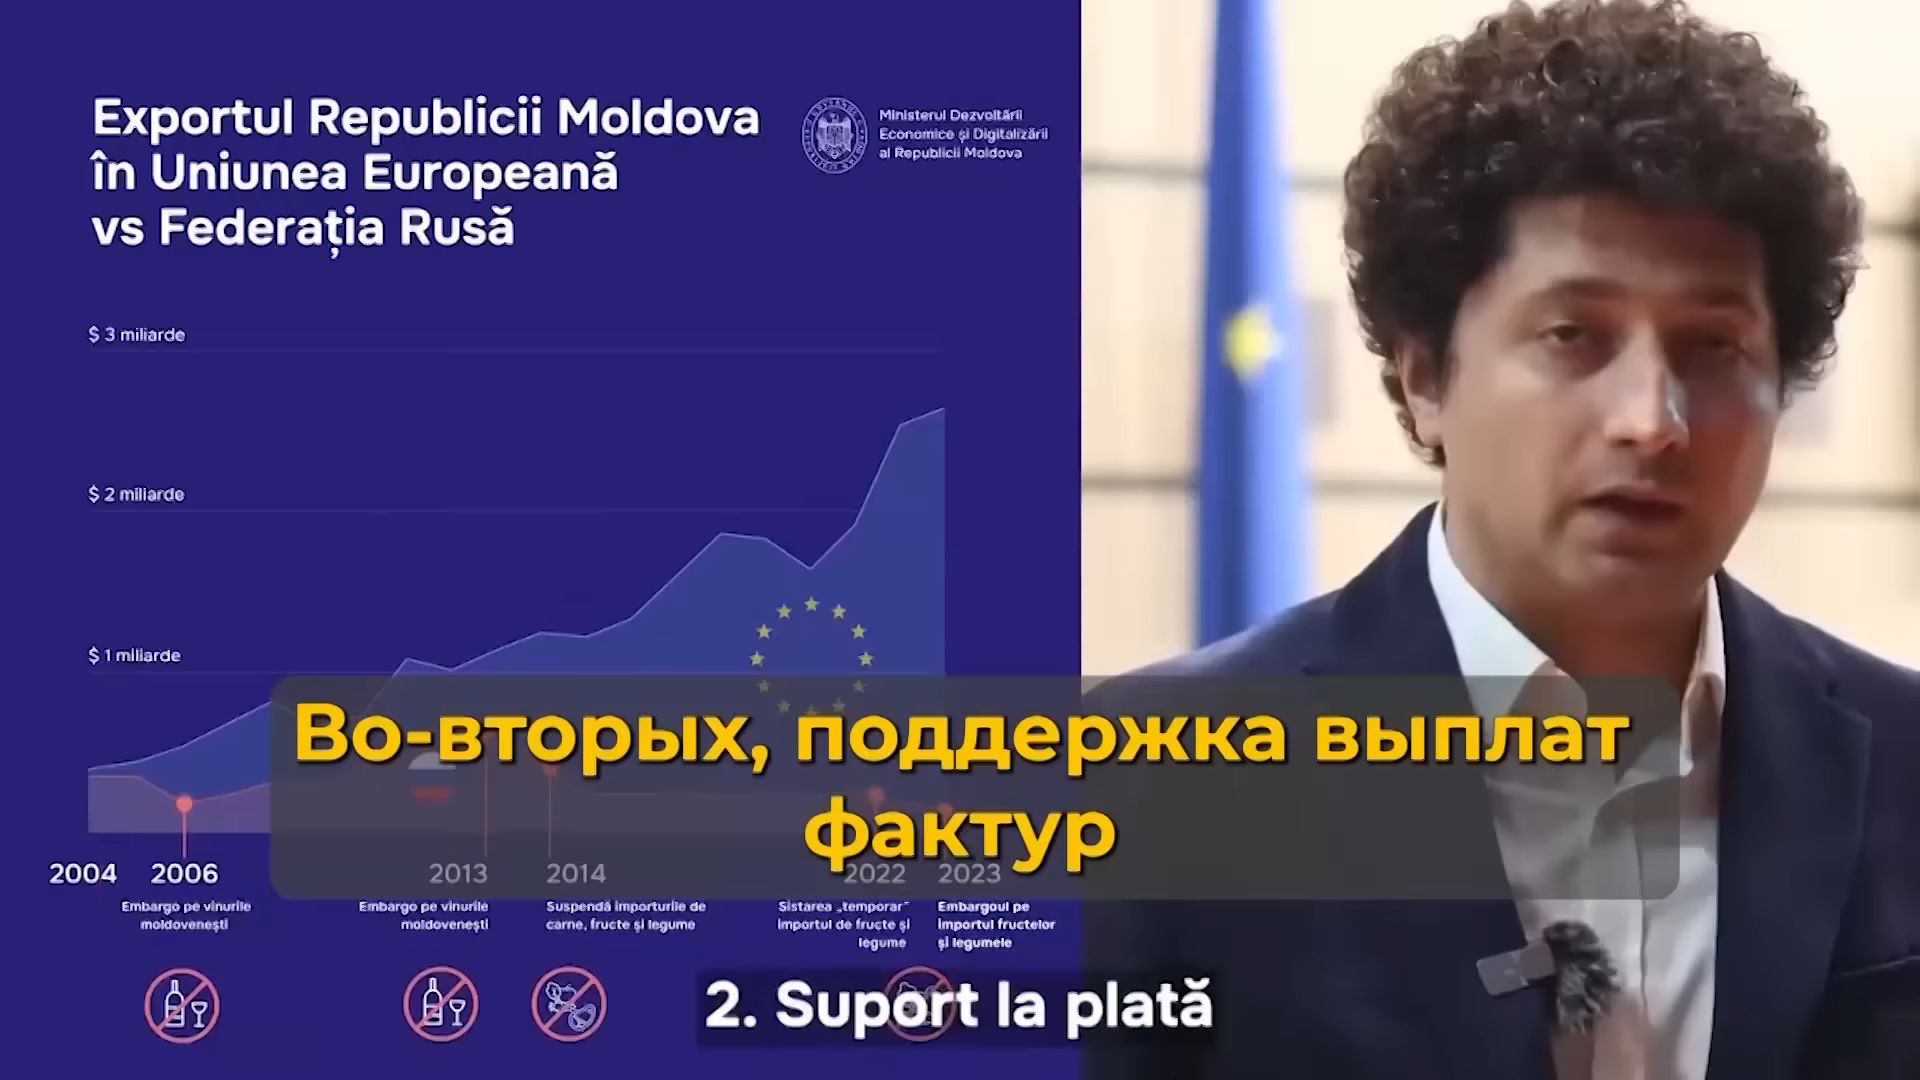 Exportul Republicii Moldova
în Uniunea Europeană
vs Federația Rusă
Ministerul Dezvoltării
Economice și Digitalizării
al Republicii Moldova
$ 3 miliarde
$ 2 miliarde
$ 1 miliarde
Во-вторых, поддержка выплат
фактур
2004 2006 2013 2014 2022 2023
Embargo pe vinurile
moldovenești
Embargo pe vinurile
moldovenești
Suspendă importurile de
carne, fructe și legume
Sistarea „temporar”
importul de fructe și
legume
Embargoul pe
importul fructelor
și legumele
2. Suport la plată